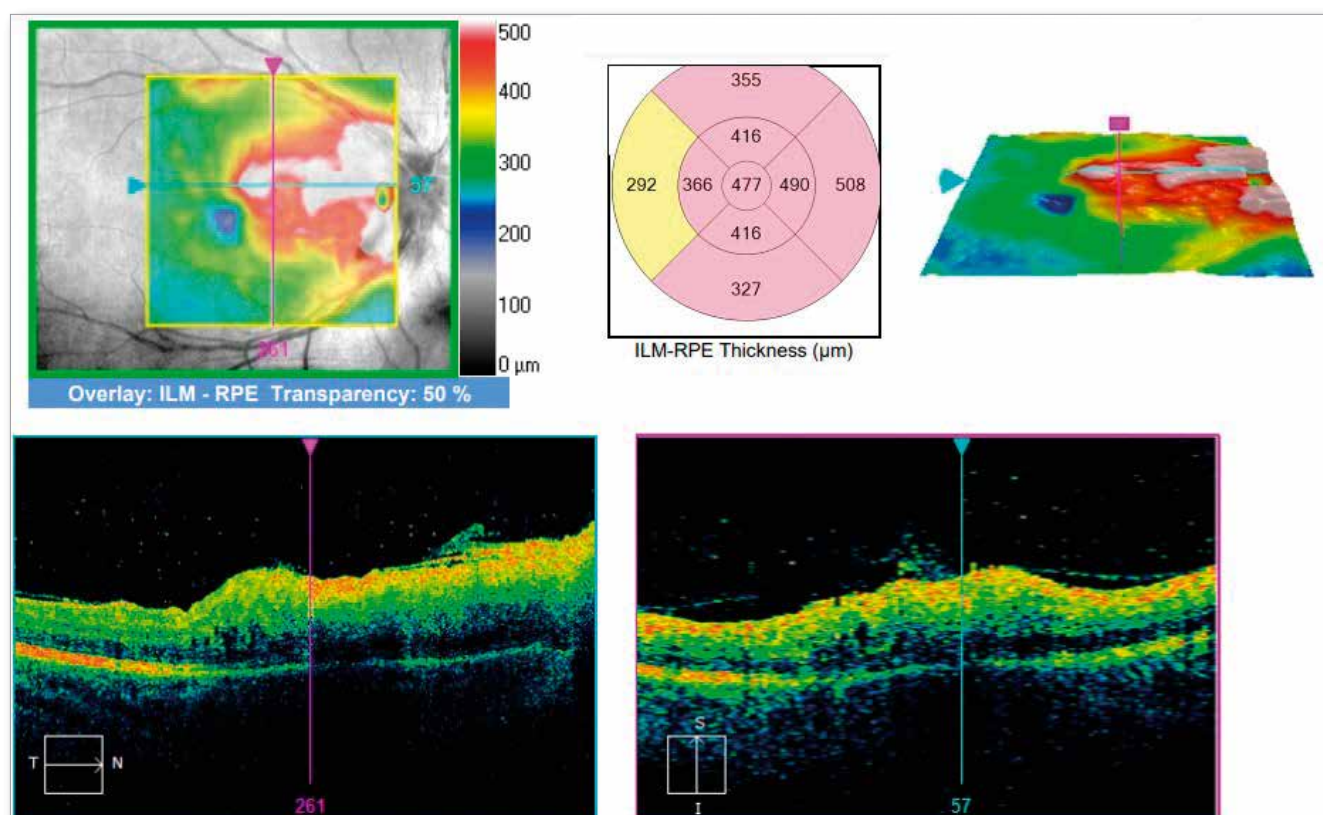 500
400
300
200
100
0 µm
57
261
Overlay: ILM - RPE Transparency: 50 %
355
416
292 366 477 490 508
416
327
ILM-RPE Thickness (µm)
T N
261
S
I
57